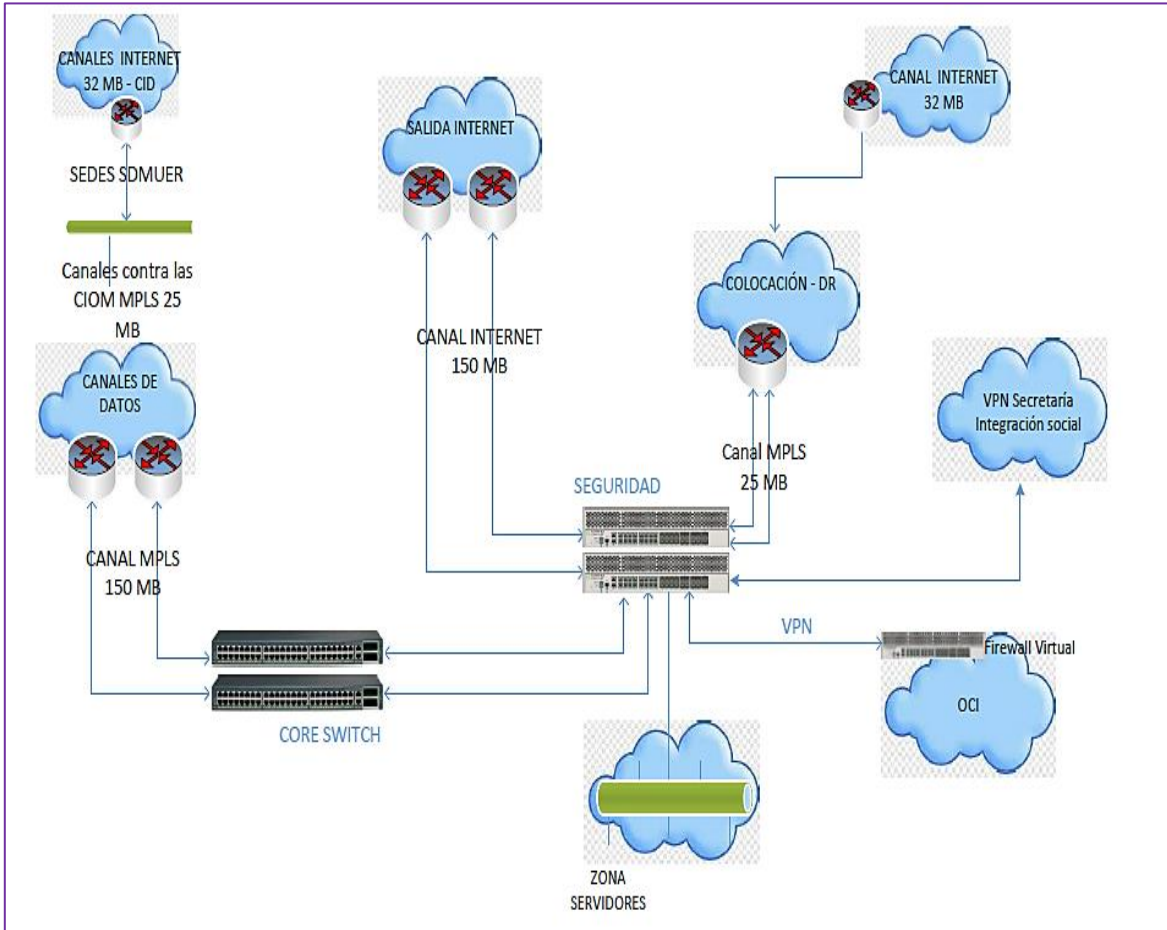 CANALES INTERNET
32 MB - CID
SEDES SDMUJER
Canales contra las
CIOM MPLS 25
MB
CANALES DE
DATOS
CANAL MPLS
150 MB
CORE SWITCH
SALIDA INTERNET
CANAL INTERNET
150 MB
SEGURIDAD
CANAL INTERNET
32 MB
COLOCACIÓN - DR
Canal MPLS
25 MB
VPN Secretaría
Integración social
VPN
Firewall Virtual
OCI
ZONA
SERVIDORES